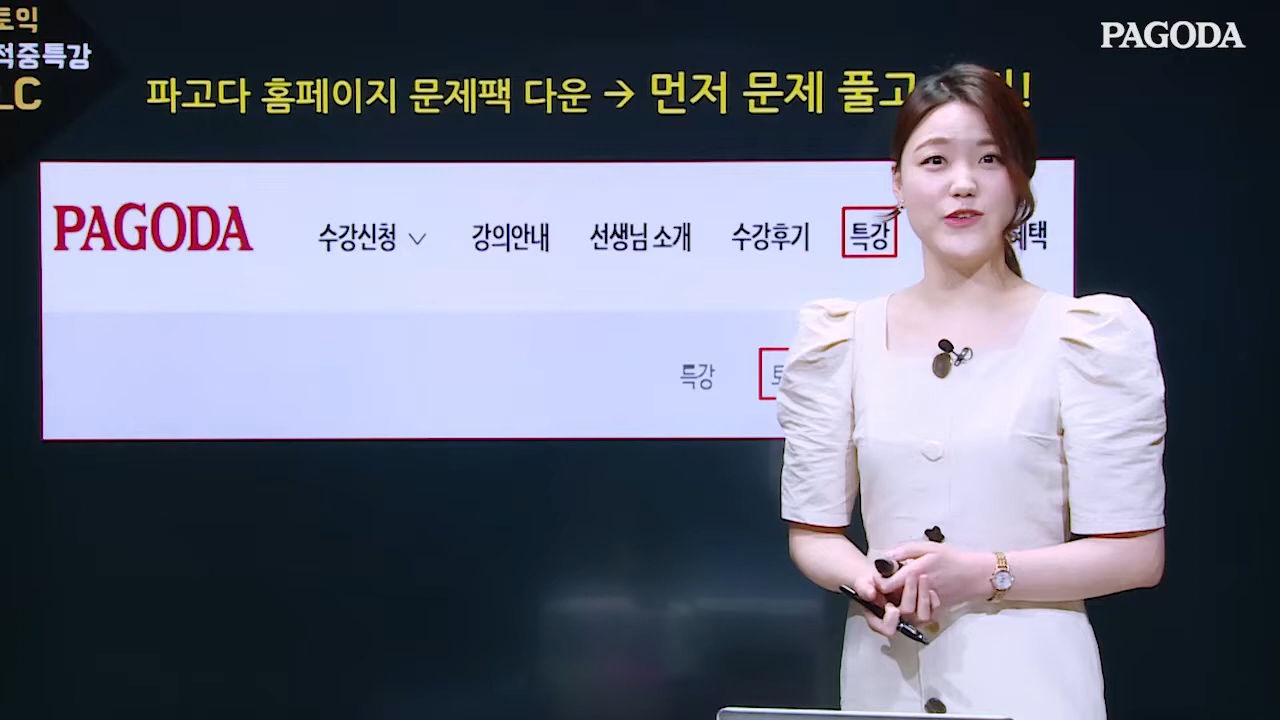 토익
적중특강
LC
PAGODA
파고다 홈페이지 문제팩 다운 → 먼저 문제 풀고
PAGODA 수강신청 강의안내 선생님 소개 수강후기 특강 혜택
특강